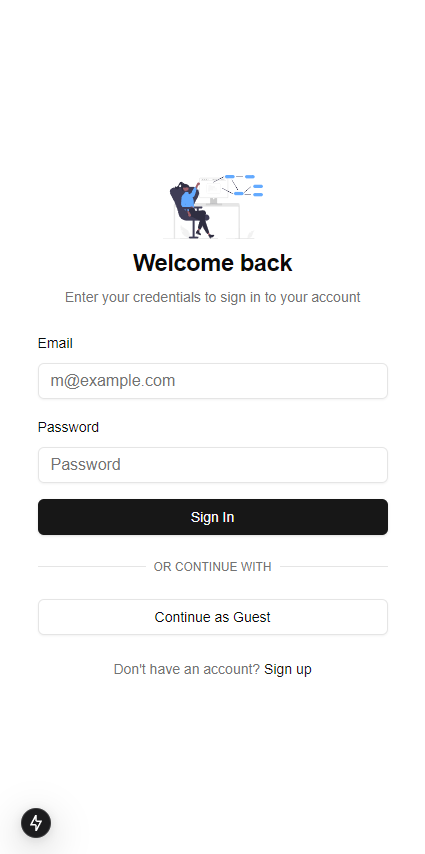 Welcome back
Enter your credentials to sign in to your account
Email
m@example.com
Password
Password
Sign In
OR CONTINUE WITH
Continue as Guest
Don't have an account? Sign up